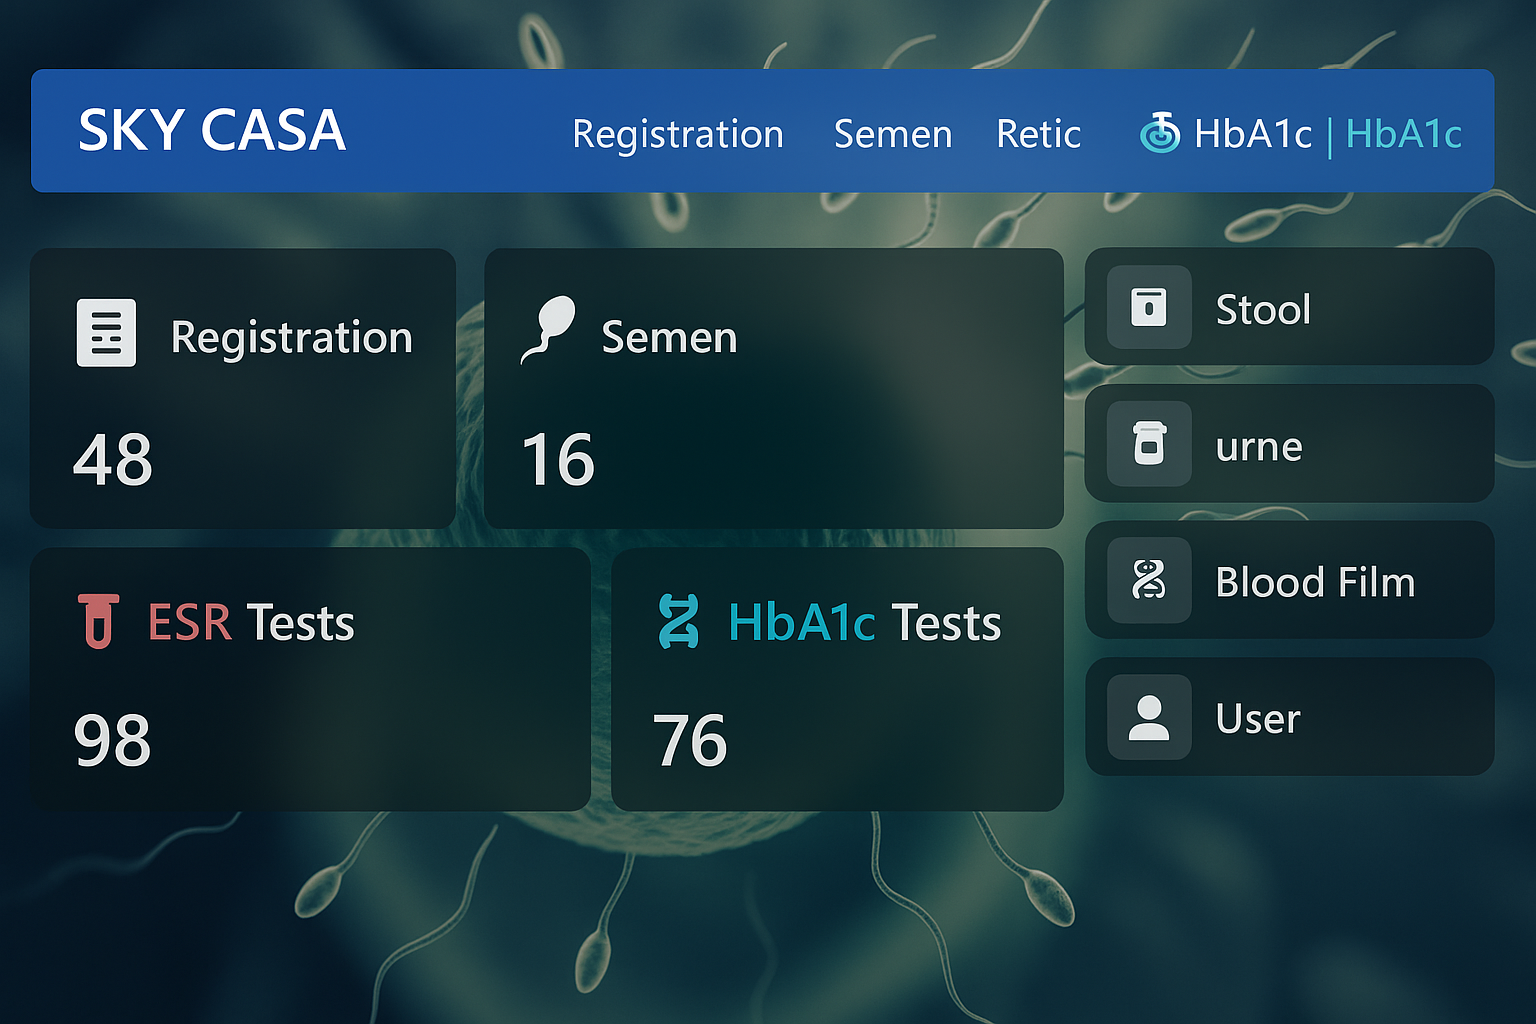 SKY CASA
Registration
Semen
Retic
HbA1c | HbA1c
Registration
48
Semen
16
ESR Tests
98
HbA1c Tests
76
Stool
urne
Blood Film
User